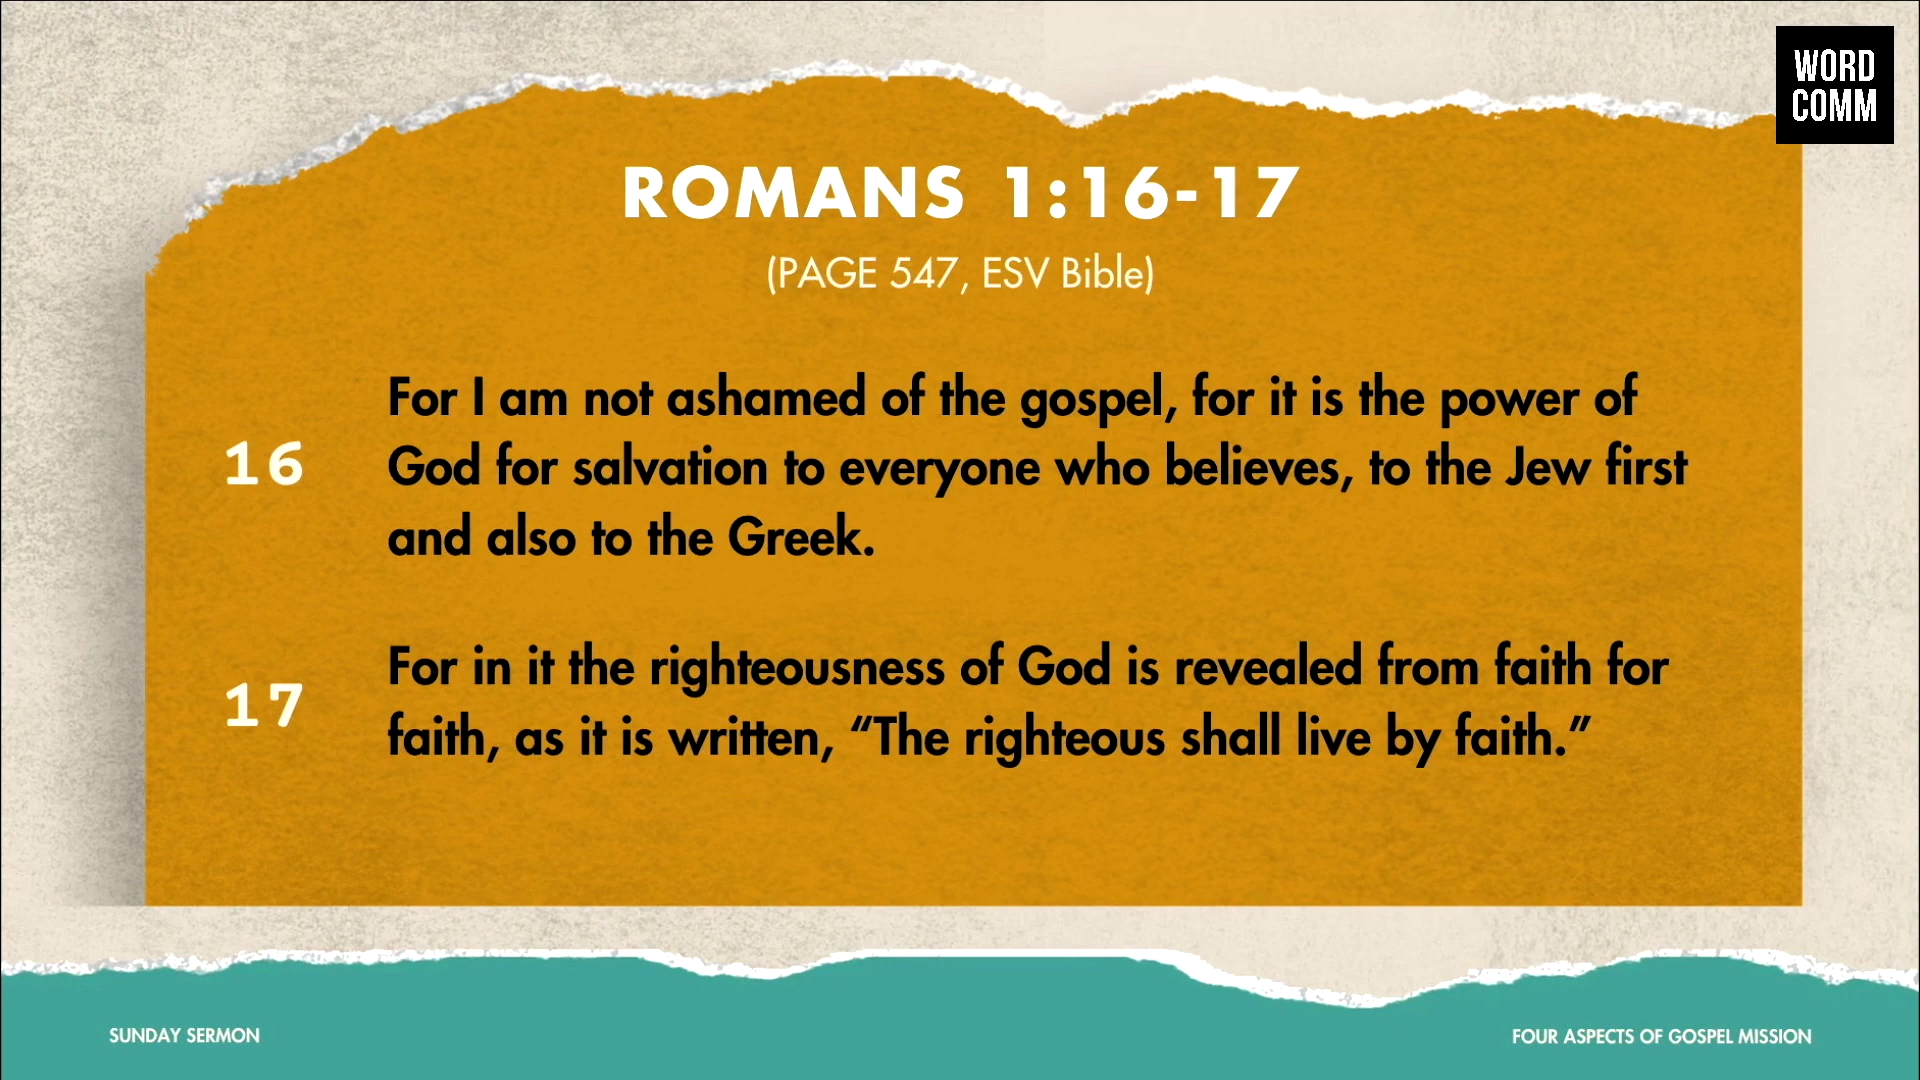 WORD
COMM
ROMANS 1:16-17
(PAGE 547, ESV Bible)
For I am not ashamed of the gospel, for it is the power of
16 God for salvation to everyone who believes, to the Jew first
and also to the Greek.
For in it the righteousness of God is revealed from faith for
17 faith, as it is written, “The righteous shall live by faith.”
SUNDAY SERMON
FOUR ASPECTS OF GOSPEL MISSION